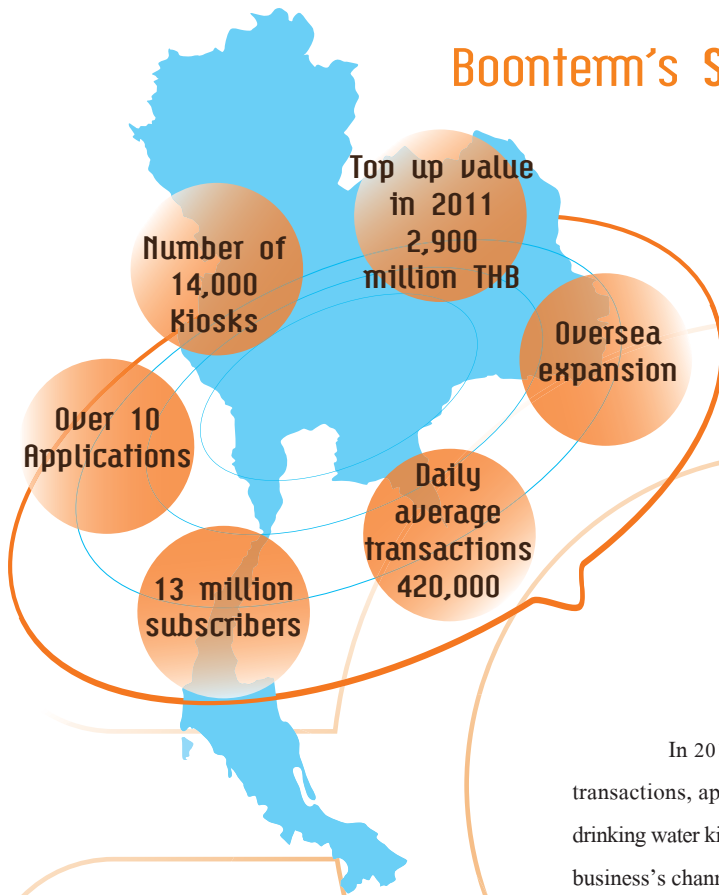 Boonterm's S
Top up value
in 2011
2,900
million THB
Number of
14,000
Kiosks
Oversea
expansion
Over 10
Applications
Daily
average
transactions
420,000
13 million
subscribers
In 20
transactions, ap
drinking water ki
business's chann